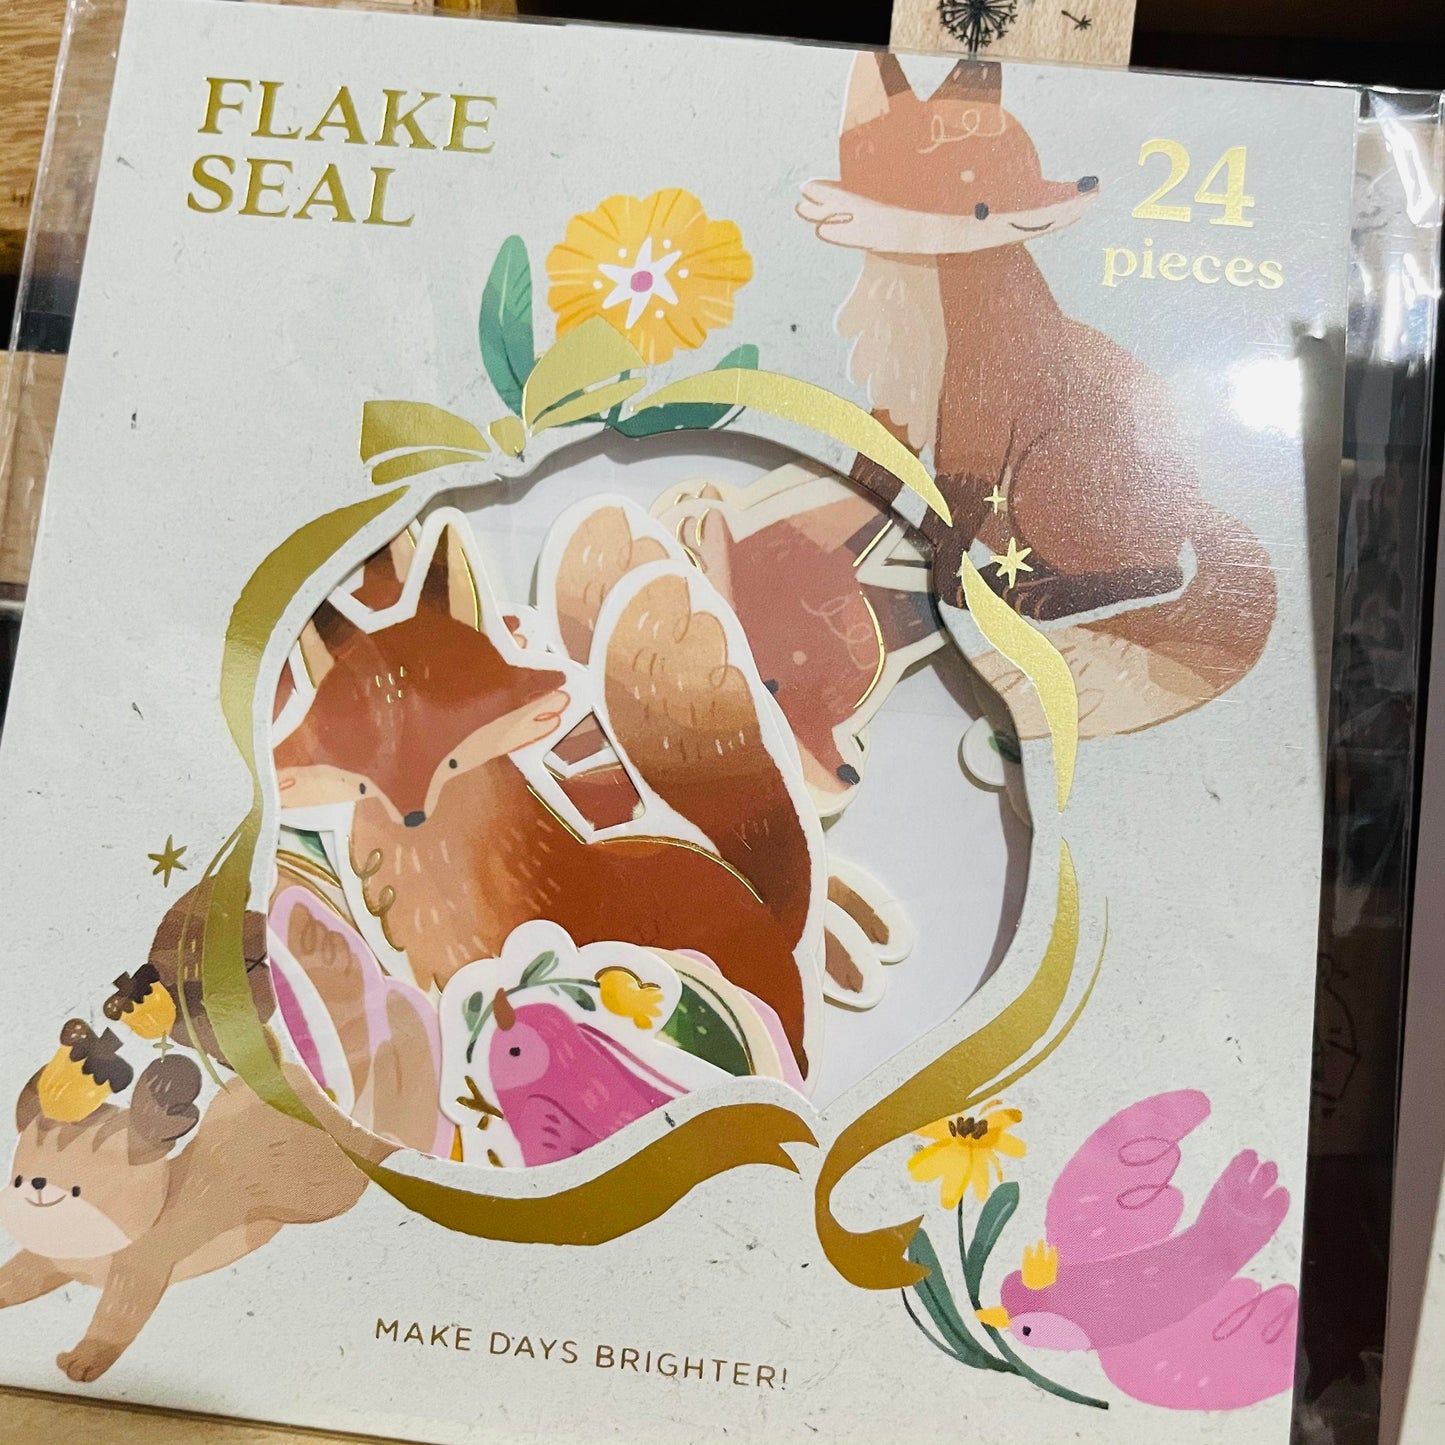 FLAKE
SEAL
24
pieces
MAKE DAYS BRIGHTER!